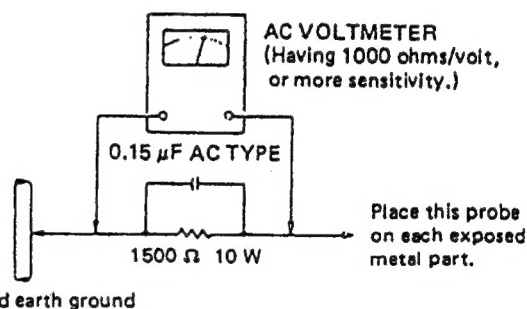 AC VOLTMETER
(Having 1000 ohms/volt,
or more sensitivity.)
0.15 μF AC TYPE
1500 Ω 10 W
Place this probe
on each exposed
metal part.
d earth ground